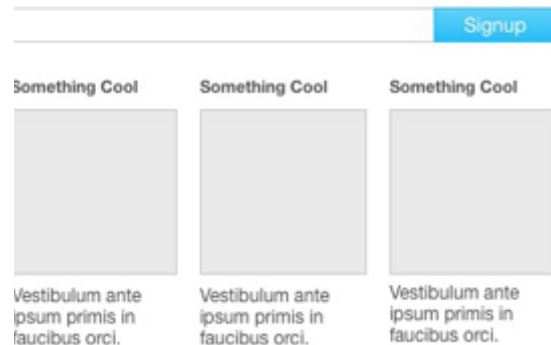 Signup
Something Cool
Something Cool
Something Cool
Vestibulum ante
ipsum primis in
faucibus orci.
Vestibulum ante
ipsum primis in
faucibus orci.
Vestibulum ante
ipsum primis in
faucibus orci.